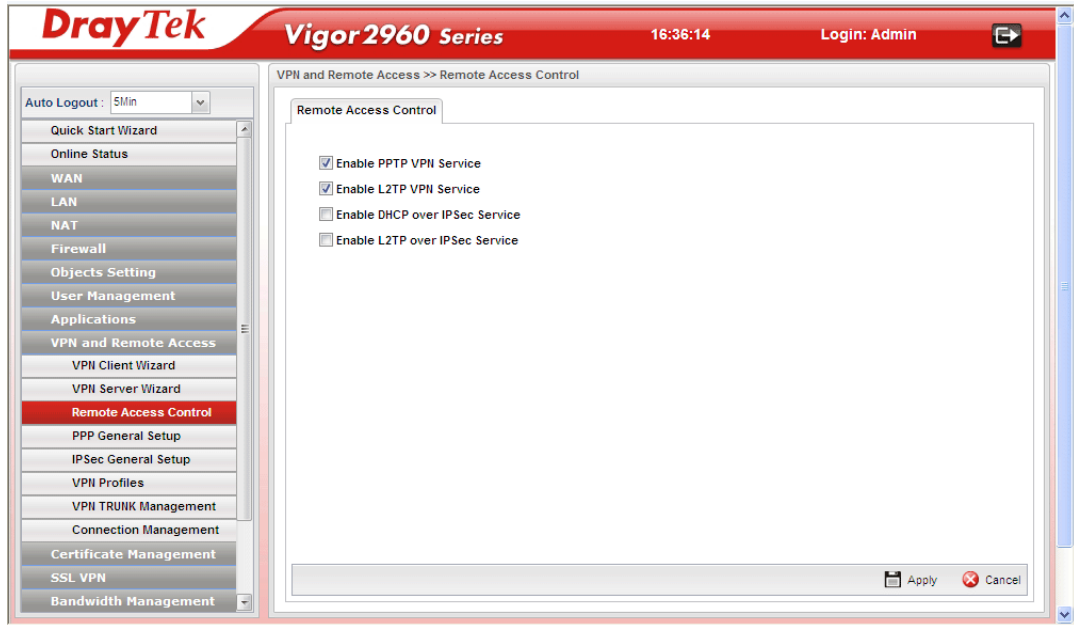 DrayTek
Vigor2960 Series
16:36:14
Login: Admin
Auto Logout : 5Min
Quick Start Wizard
Online Status
WAN
LAN
NAT
Firewall
Objects Setting
User Management
Applications
VPN and Remote Access
VPN Client Wizard
VPN Server Wizard
Remote Access Control
PPP General Setup
IPSec General Setup
VPN Profiles
VPN TRUNK Management
Connection Management
Certificate Management
SSL VPN
Bandwidth Management
VPN and Remote Access >> Remote Access Control
Remote Access Control
Enable PPTP VPN Service
Enable L2TP VPN Service
Enable DHCP over IPSec Service
Enable L2TP over IPSec Service
Apply
Cancel